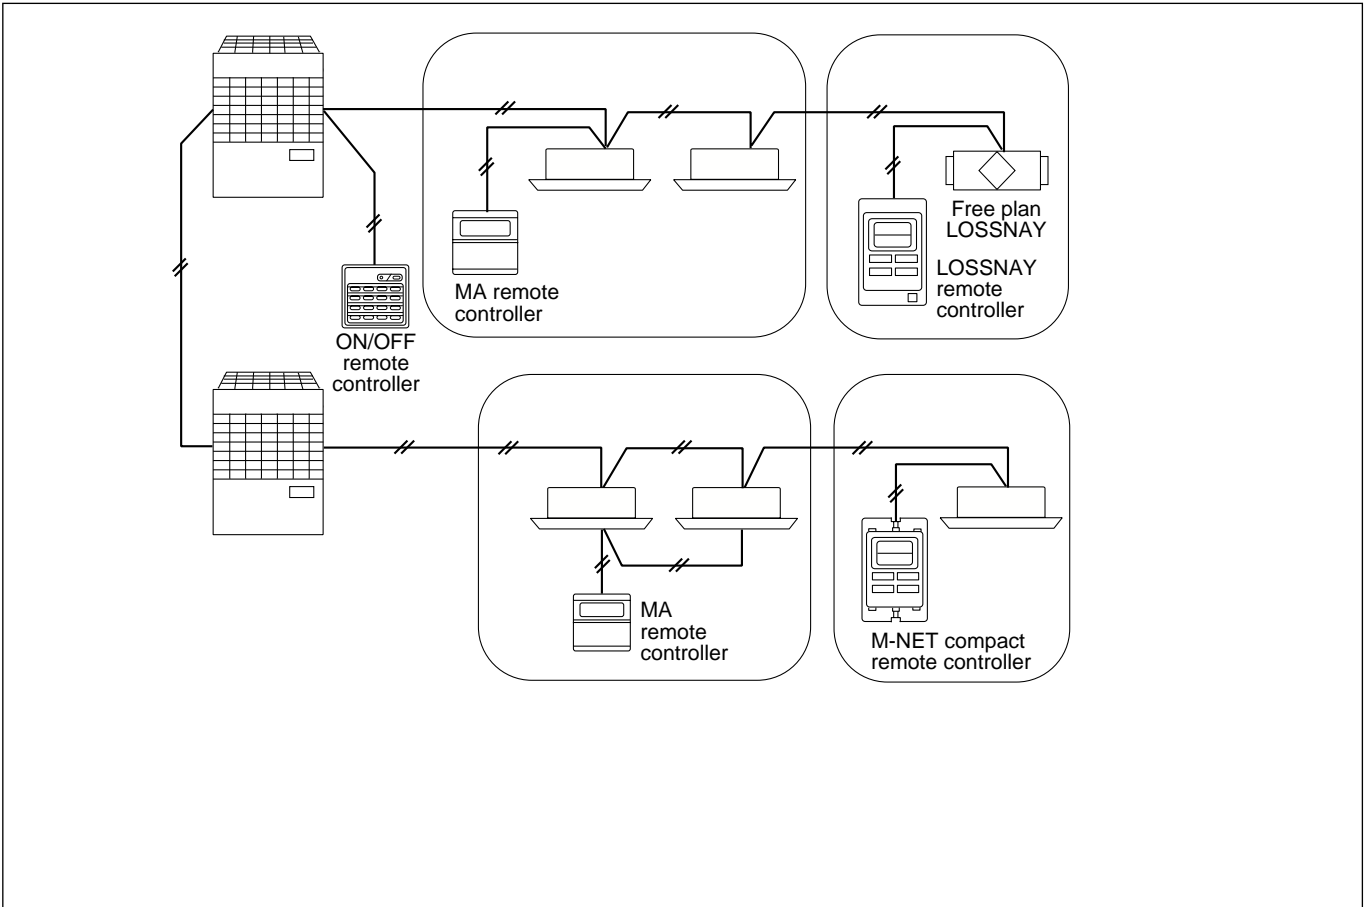 MA remote
controller
Free plan
LOSSNAY
LOSSNAY
remote
controller
ON/OFF
remote
controller
MA
remote
controller
M-NET compact
remote controller